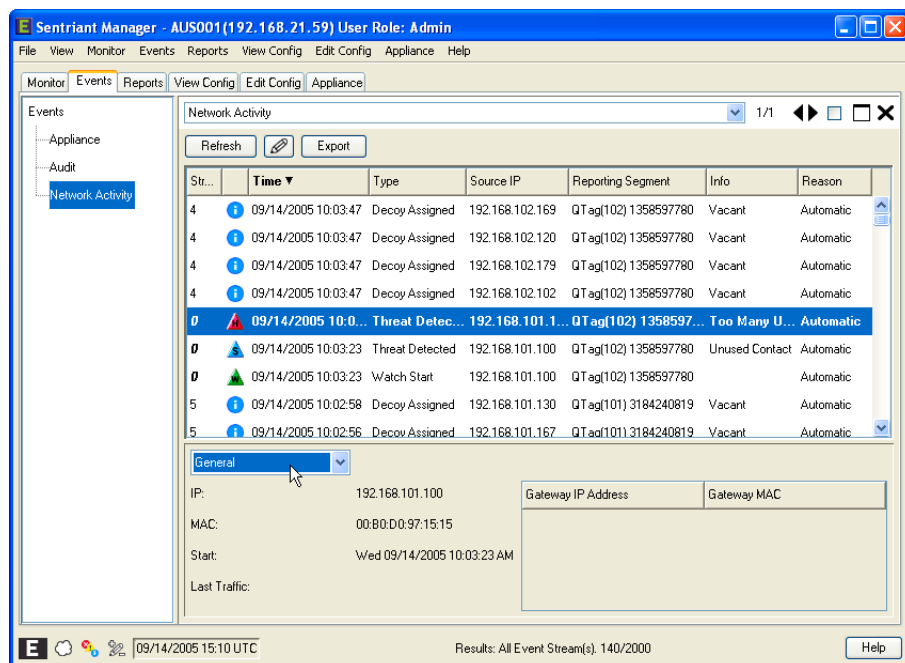 Sentriant Manager - AUS001(192.168.21.59) User Role: Admin
File View Monitor Events Reports View Config Edit Config Appliance Help
Monitor Events Reports View Config Edit Config Appliance
Events
Appliance
Audit
Network Activity
Network Activity 1/1
Refresh Export
Str... Time ▼ Type Source IP Reporting Segment Info Reason
4 i 09/14/2005 10:03:47 Decoy Assigned 192.168.102.169 QTag(102) 1358597780 Vacant Automatic
4 i 09/14/2005 10:03:47 Decoy Assigned 192.168.102.120 QTag(102) 1358597780 Vacant Automatic
4 i 09/14/2005 10:03:47 Decoy Assigned 192.168.102.179 QTag(102) 1358597780 Vacant Automatic
4 i 09/14/2005 10:03:47 Decoy Assigned 192.168.102.102 QTag(102) 1358597780 Vacant Automatic
0 H 09/14/2005 10:0... Threat Detec... 192.168.101.1... QTag(102) 1358597... Too Many U... Automatic
0 S 09/14/2005 10:03:23 Threat Detected 192.168.101.100 QTag(102) 1358597780 Unused Contact Automatic
0 W 09/14/2005 10:03:23 Watch Start 192.168.101.100 QTag(102) 1358597780
5 i 09/14/2005 10:02:58 Decoy Assigned 192.168.101.130 QTag(101) 3184240819 Vacant Automatic
5 i 09/14/2005 10:02:56 Decoy Assigned 192.168.101.167 QTag(101) 3184240819 Vacant Automatic
General
IP: 192.168.101.100
Gateway IP Address Gateway MAC
MAC: 00:B0:D0:97:15:15
Start: Wed 09/14/2005 10:03:23 AM
Last Traffic:
E 09/14/2005 15:10 UTC Results: All Event Stream(s). 140/2000 Help